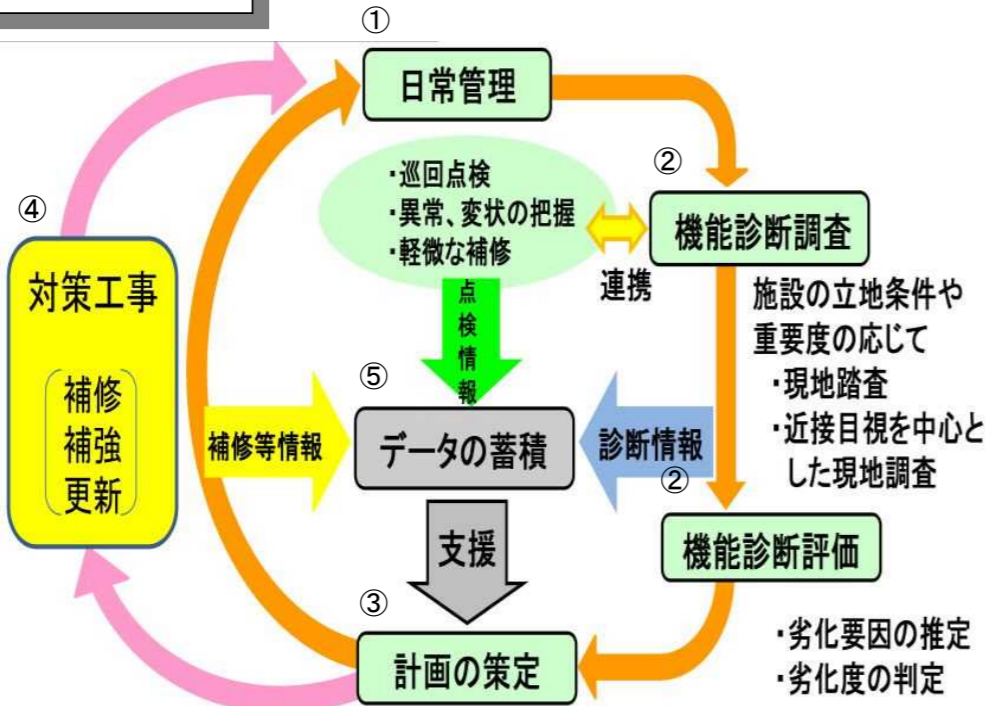 ①
日常管理
・巡回点検
・異常、変状の把握
・軽微な補修
連携
②
機能診断調査
施設の立地条件や
重要度の応じて
・現地踏査
・近接目視を中心と
した現地調査
④
対策工事
補修
補強
更新
点検情報
⑤
補修等情報
データの蓄積
診断情報
②
機能診断評価
・劣化要因の推定
・劣化度の判定
支援
③
計画の策定